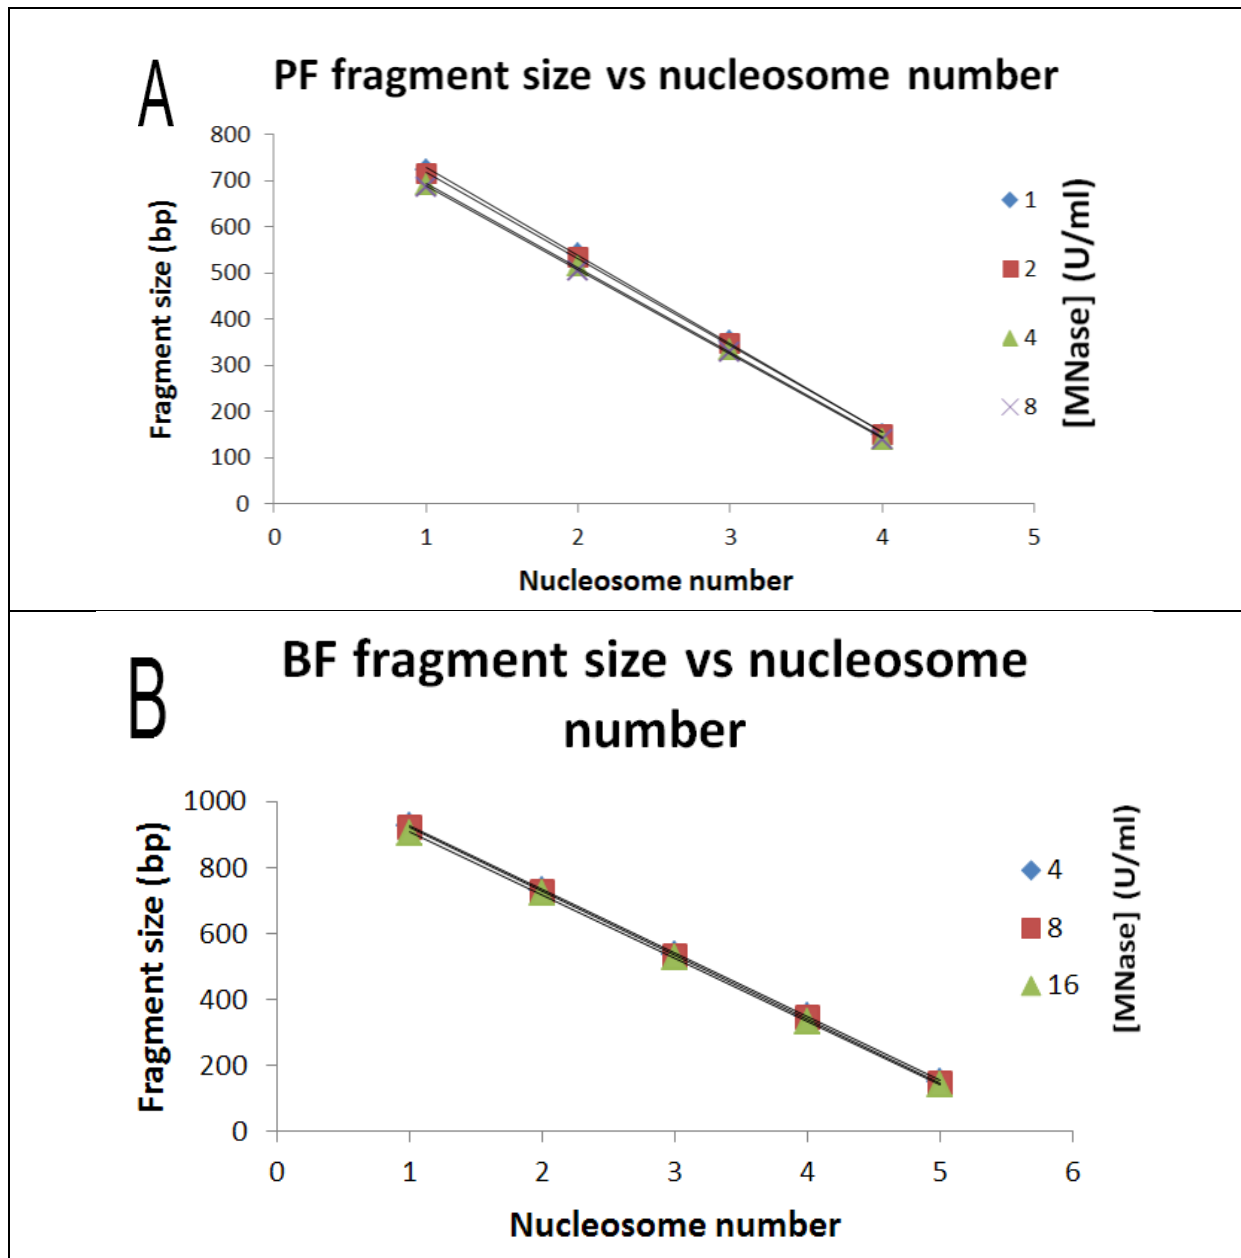 A
PF fragment size vs nucleosome number
800
700
600
500
400
300
200
100
0
Fragment size (bp)
0 1 2 3 4 5
Nucleosome number
1
2
4
8
[MNase] (U/ml)
B
BF fragment size vs nucleosome
number
1000
800
600
400
200
0
Fragment size (bp)
0 1 2 3 4 5 6
Nucleosome number
4
8
16
[MNase] (U/ml)